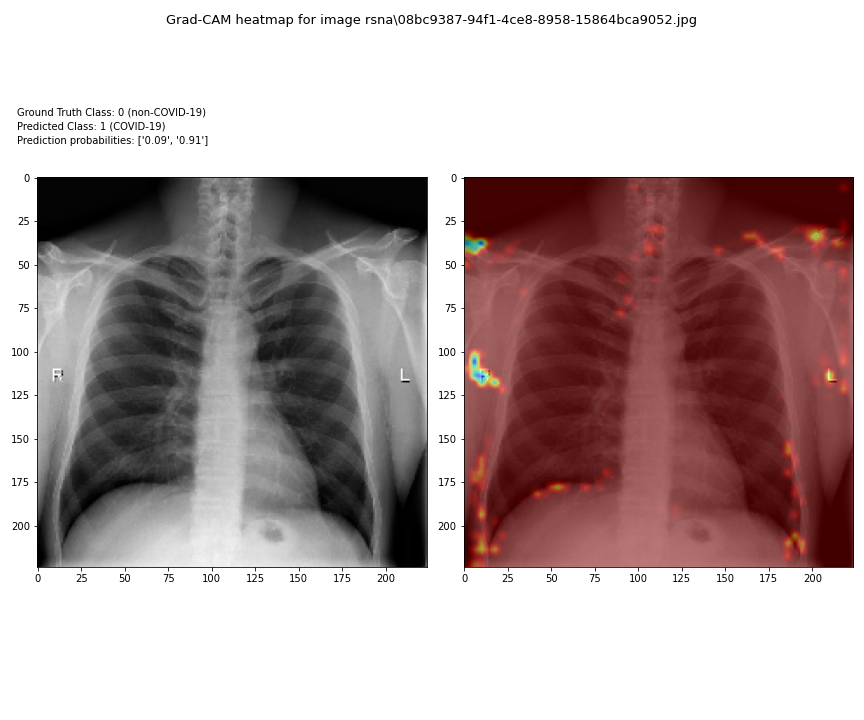 Grad-CAM heatmap for image rsna\08bc9387-94f1-4ce8-8958-15864bca9052.jpg
Ground Truth Class: 0 (non-COVID-19)
Predicted Class: 1 (COVID-19)
Prediction probabilities: ['0.09', '0.91']
0
25
50
75
100
125
150
175
200
0 25 50 75 100 125 150 175 200
R
L
0
25
50
75
100
125
150
175
200
0 25 50 75 100 125 150 175 200
R
L